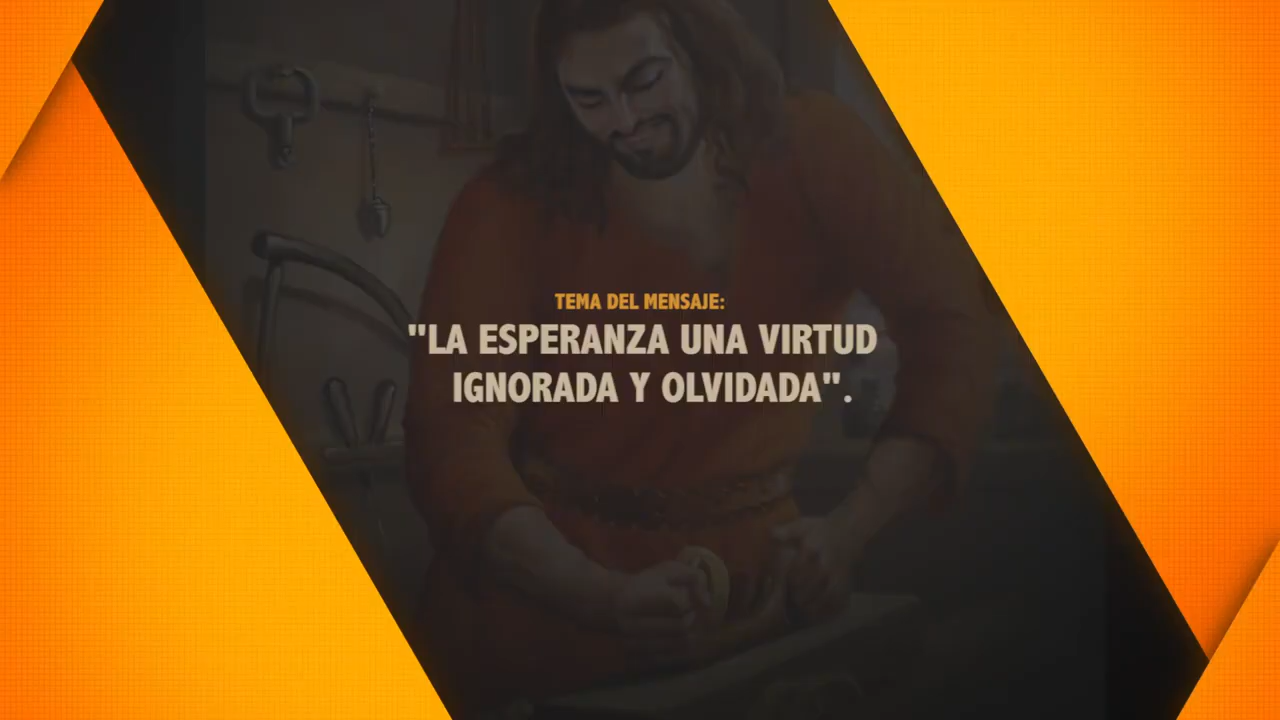 TEMA DEL MENSAJE:
"LA ESPERANZA UNA VIRTUD
IGNORADA Y OLVIDADA".